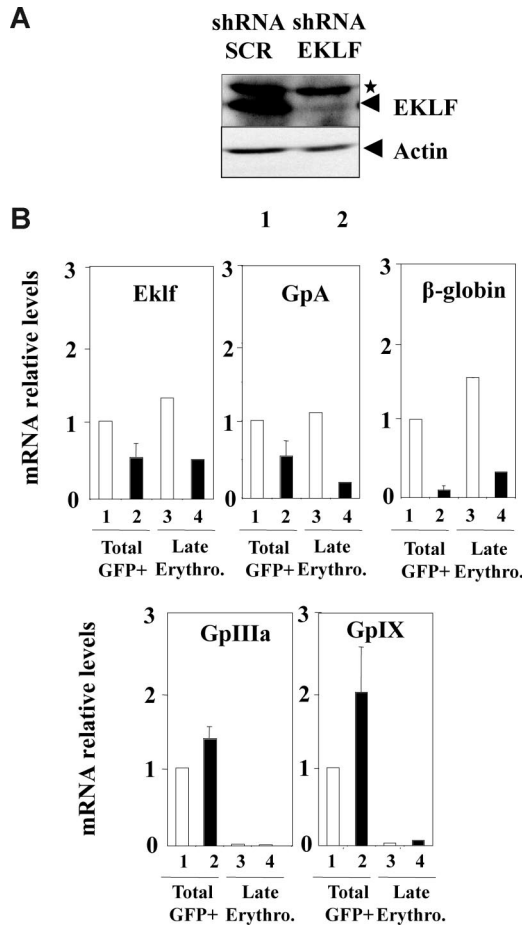 A
shRNA shRNA
SCR EKLF
★
EKLF
Actin
1 2
B
mRNA relative levels
3
2
1
0
Eklf
1 2 3 4
Total Late
GFP+ Erythro.
GpA
3
2
1
0
1 2 3 4
Total Late
GFP+ Erythro.
β-globin
3
2
1
0
1 2 3 4
Total Late
GFP+ Erythro.
mRNA relative levels
3
2
1
0
GpIIIa
1 2 3 4
Total Late
GFP+ Erythro.
GpIX
3
2
1
0
1 2 3 4
Total Late
GFP+ Erythro.